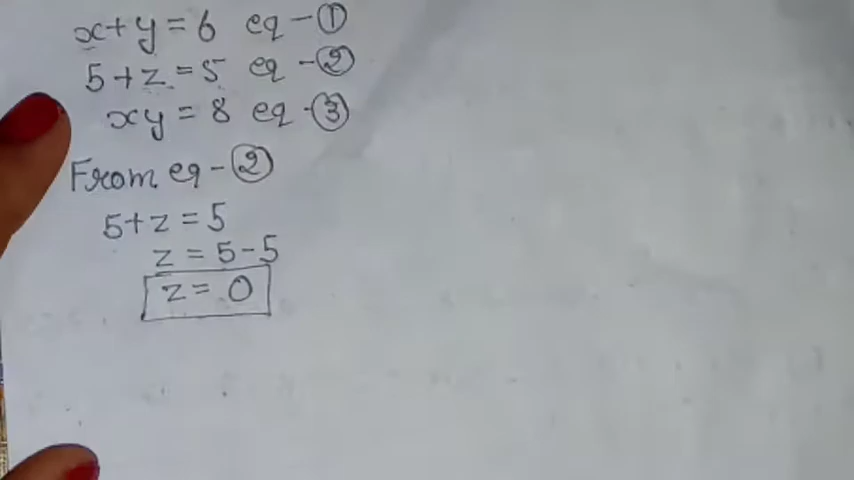 x+y=6 eq-①
5+z=5 eq-②
xy=8 eq-③
From eq-②
5+z=5
z=5-5
z=0